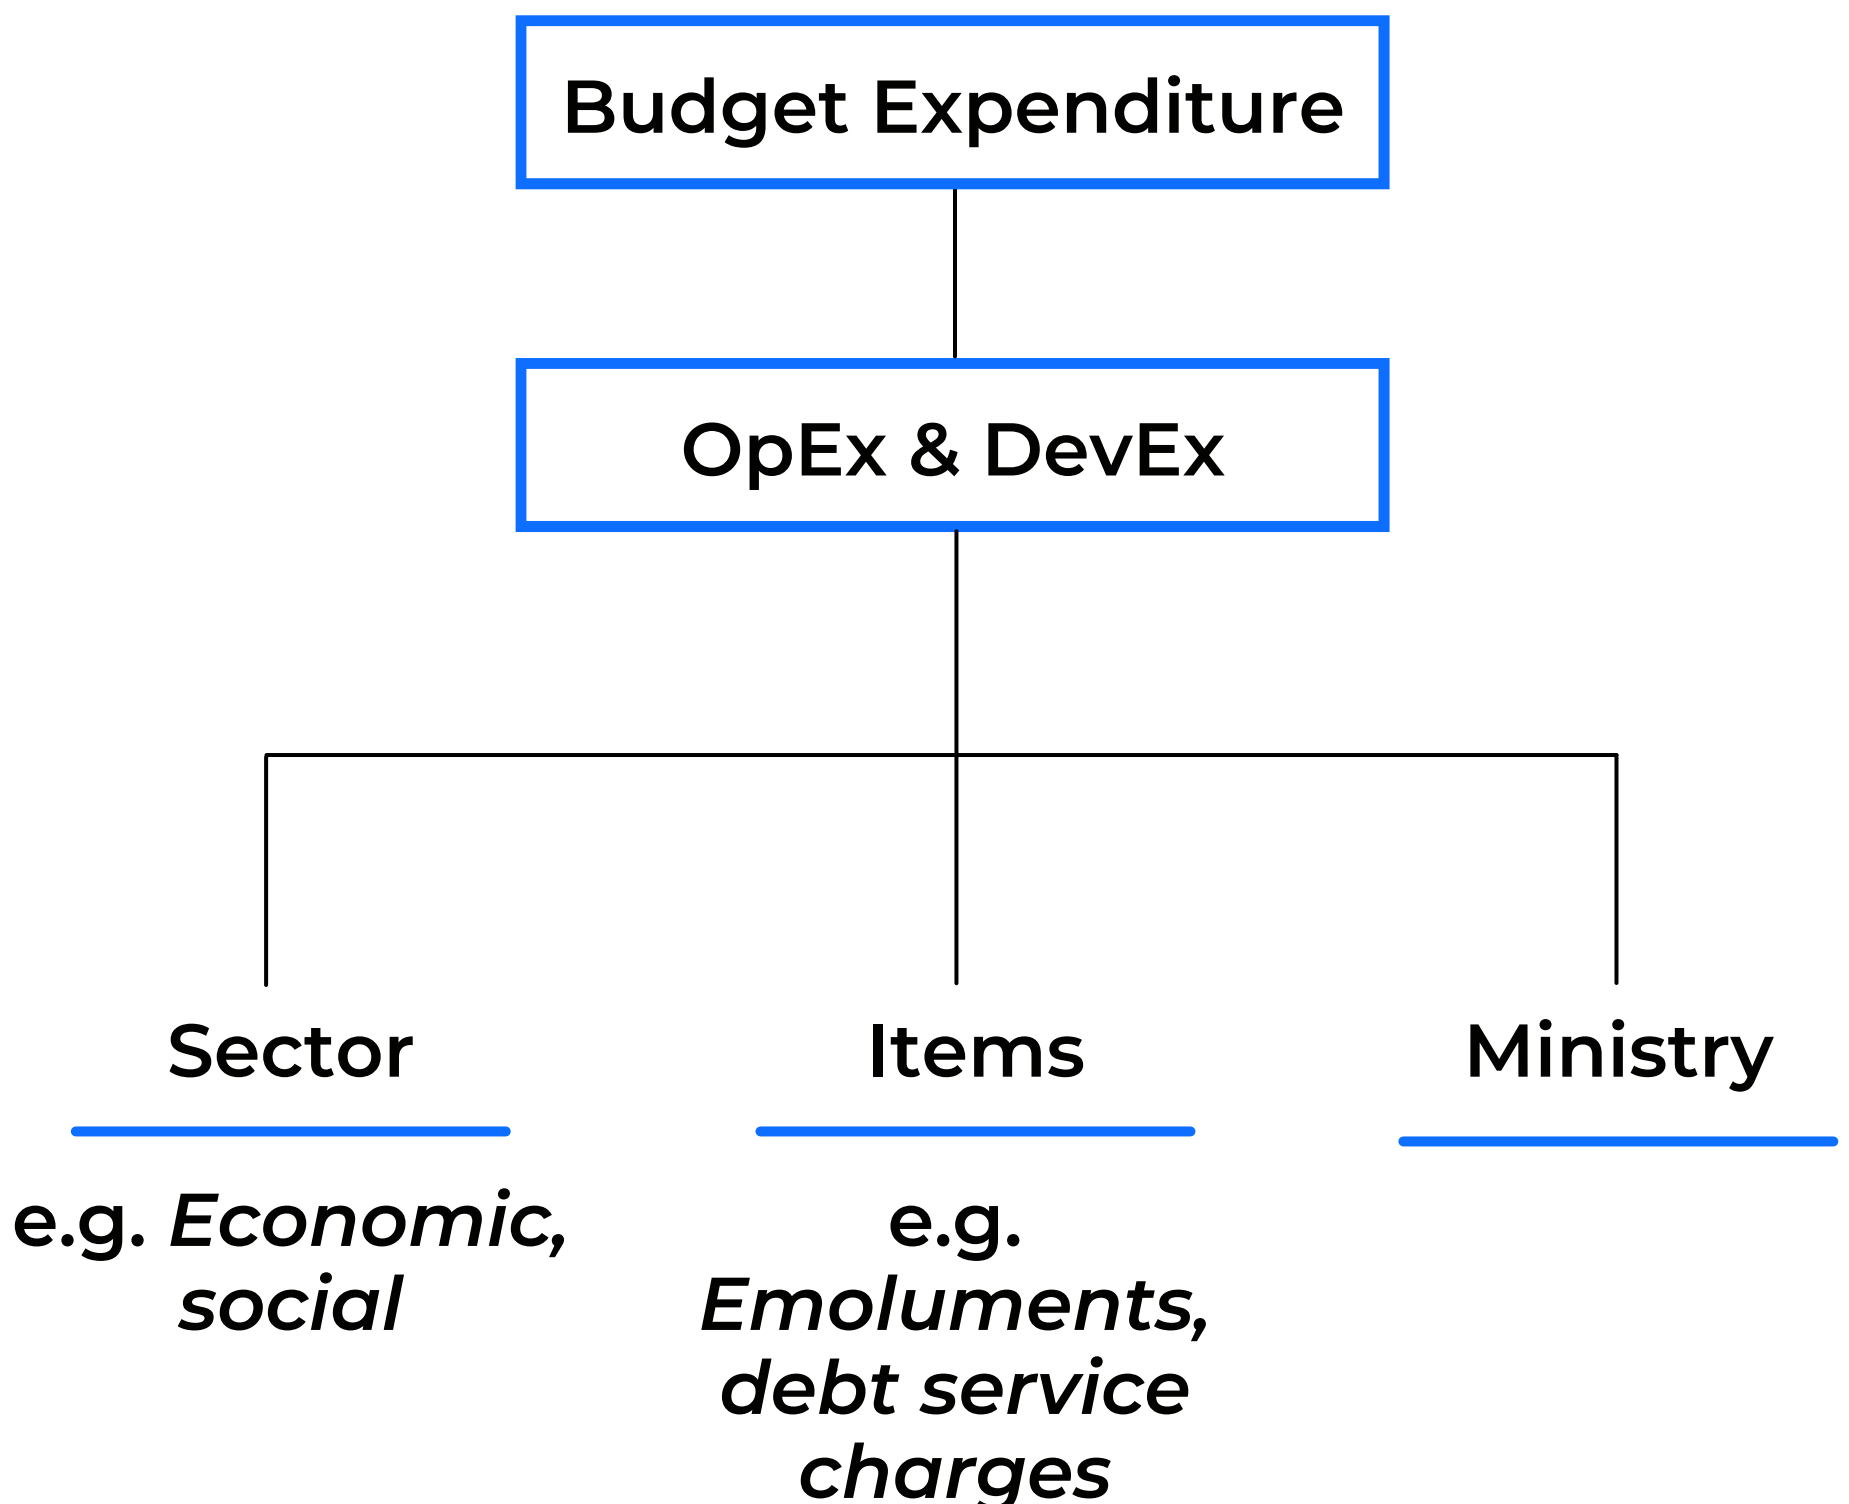 Budget Expenditure
OpEx & DevEx
Sector
Items
Ministry
e.g. Economic,
social
e.g.
Emoluments,
debt service
charges